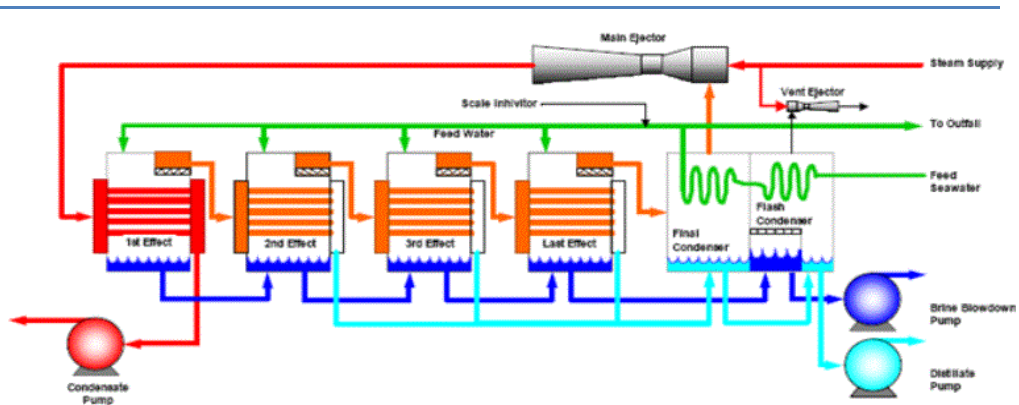 Main Ejector
Steam Supply
Vent Ejector
Scale Inhivitor
To Outfall
Feed Water
Feed
Seawater
Flash
Condenser
Final
Condenser
1st Effect
2nd Effect
3rd Effect
Last Effect
Brine Blowdown
Pump
Distillate
Pump
Condensate
Pump